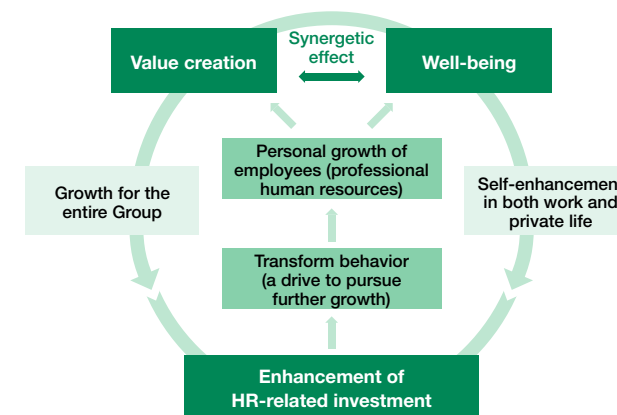 Synergetic
effect
Value creation
Well-being
Personal growth of
employees (professional
human resources)
Growth for the
entire Group
Self-enhancemen
in both work and
private life
Transform behavior
(a drive to pursue
further growth)
Enhancement of
HR-related investment